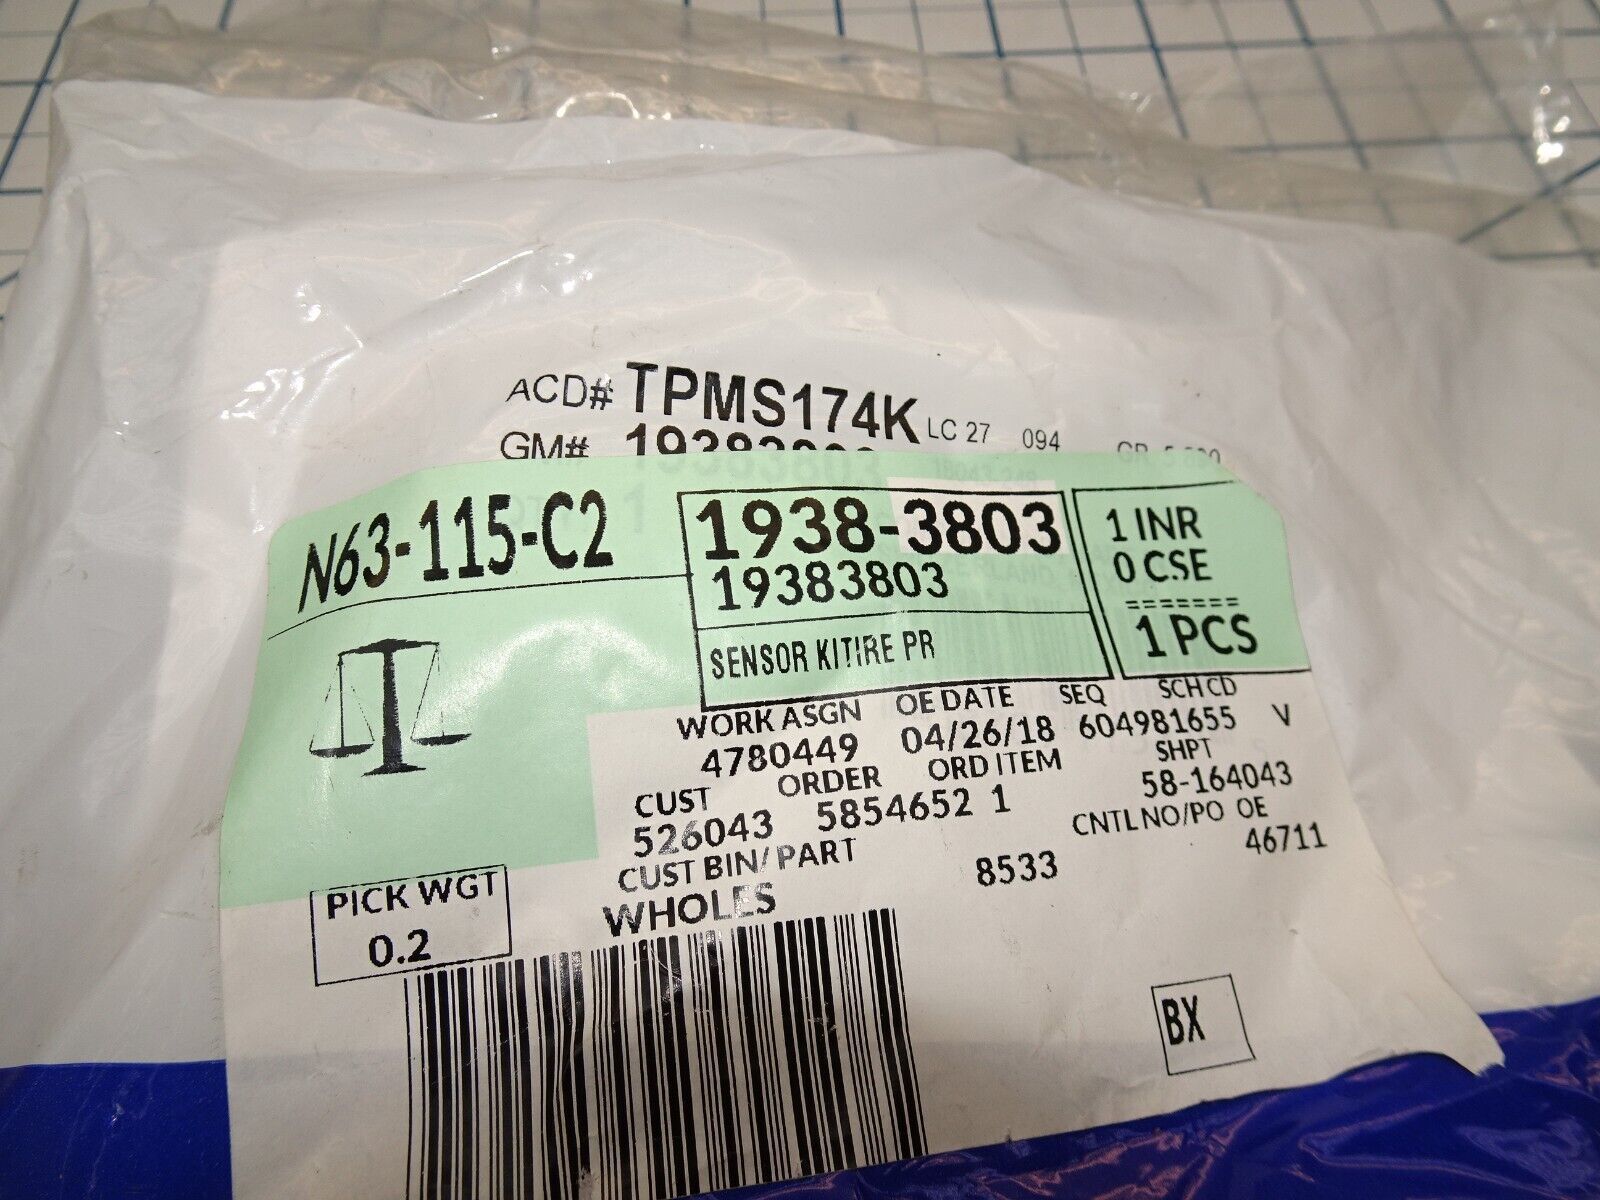 ACD# TPMS174K LC 27 094
GM# 19383803
N63-115-C2
1938-3803
19383803
SENSOR KITIRE PR
1 INR
0 CSE
=======
1 PCS
WORK ASGN OE DATE SEQ SCH CD
4780449 04/26/18 604981655 V
ORDER ORD ITEM SHPT
CUST 5854652 1 58-164043
526043 CNTL NO/PO OE
CUST BIN/PART 8533 46711
WHOLES
PICK WGT
0.2
BX